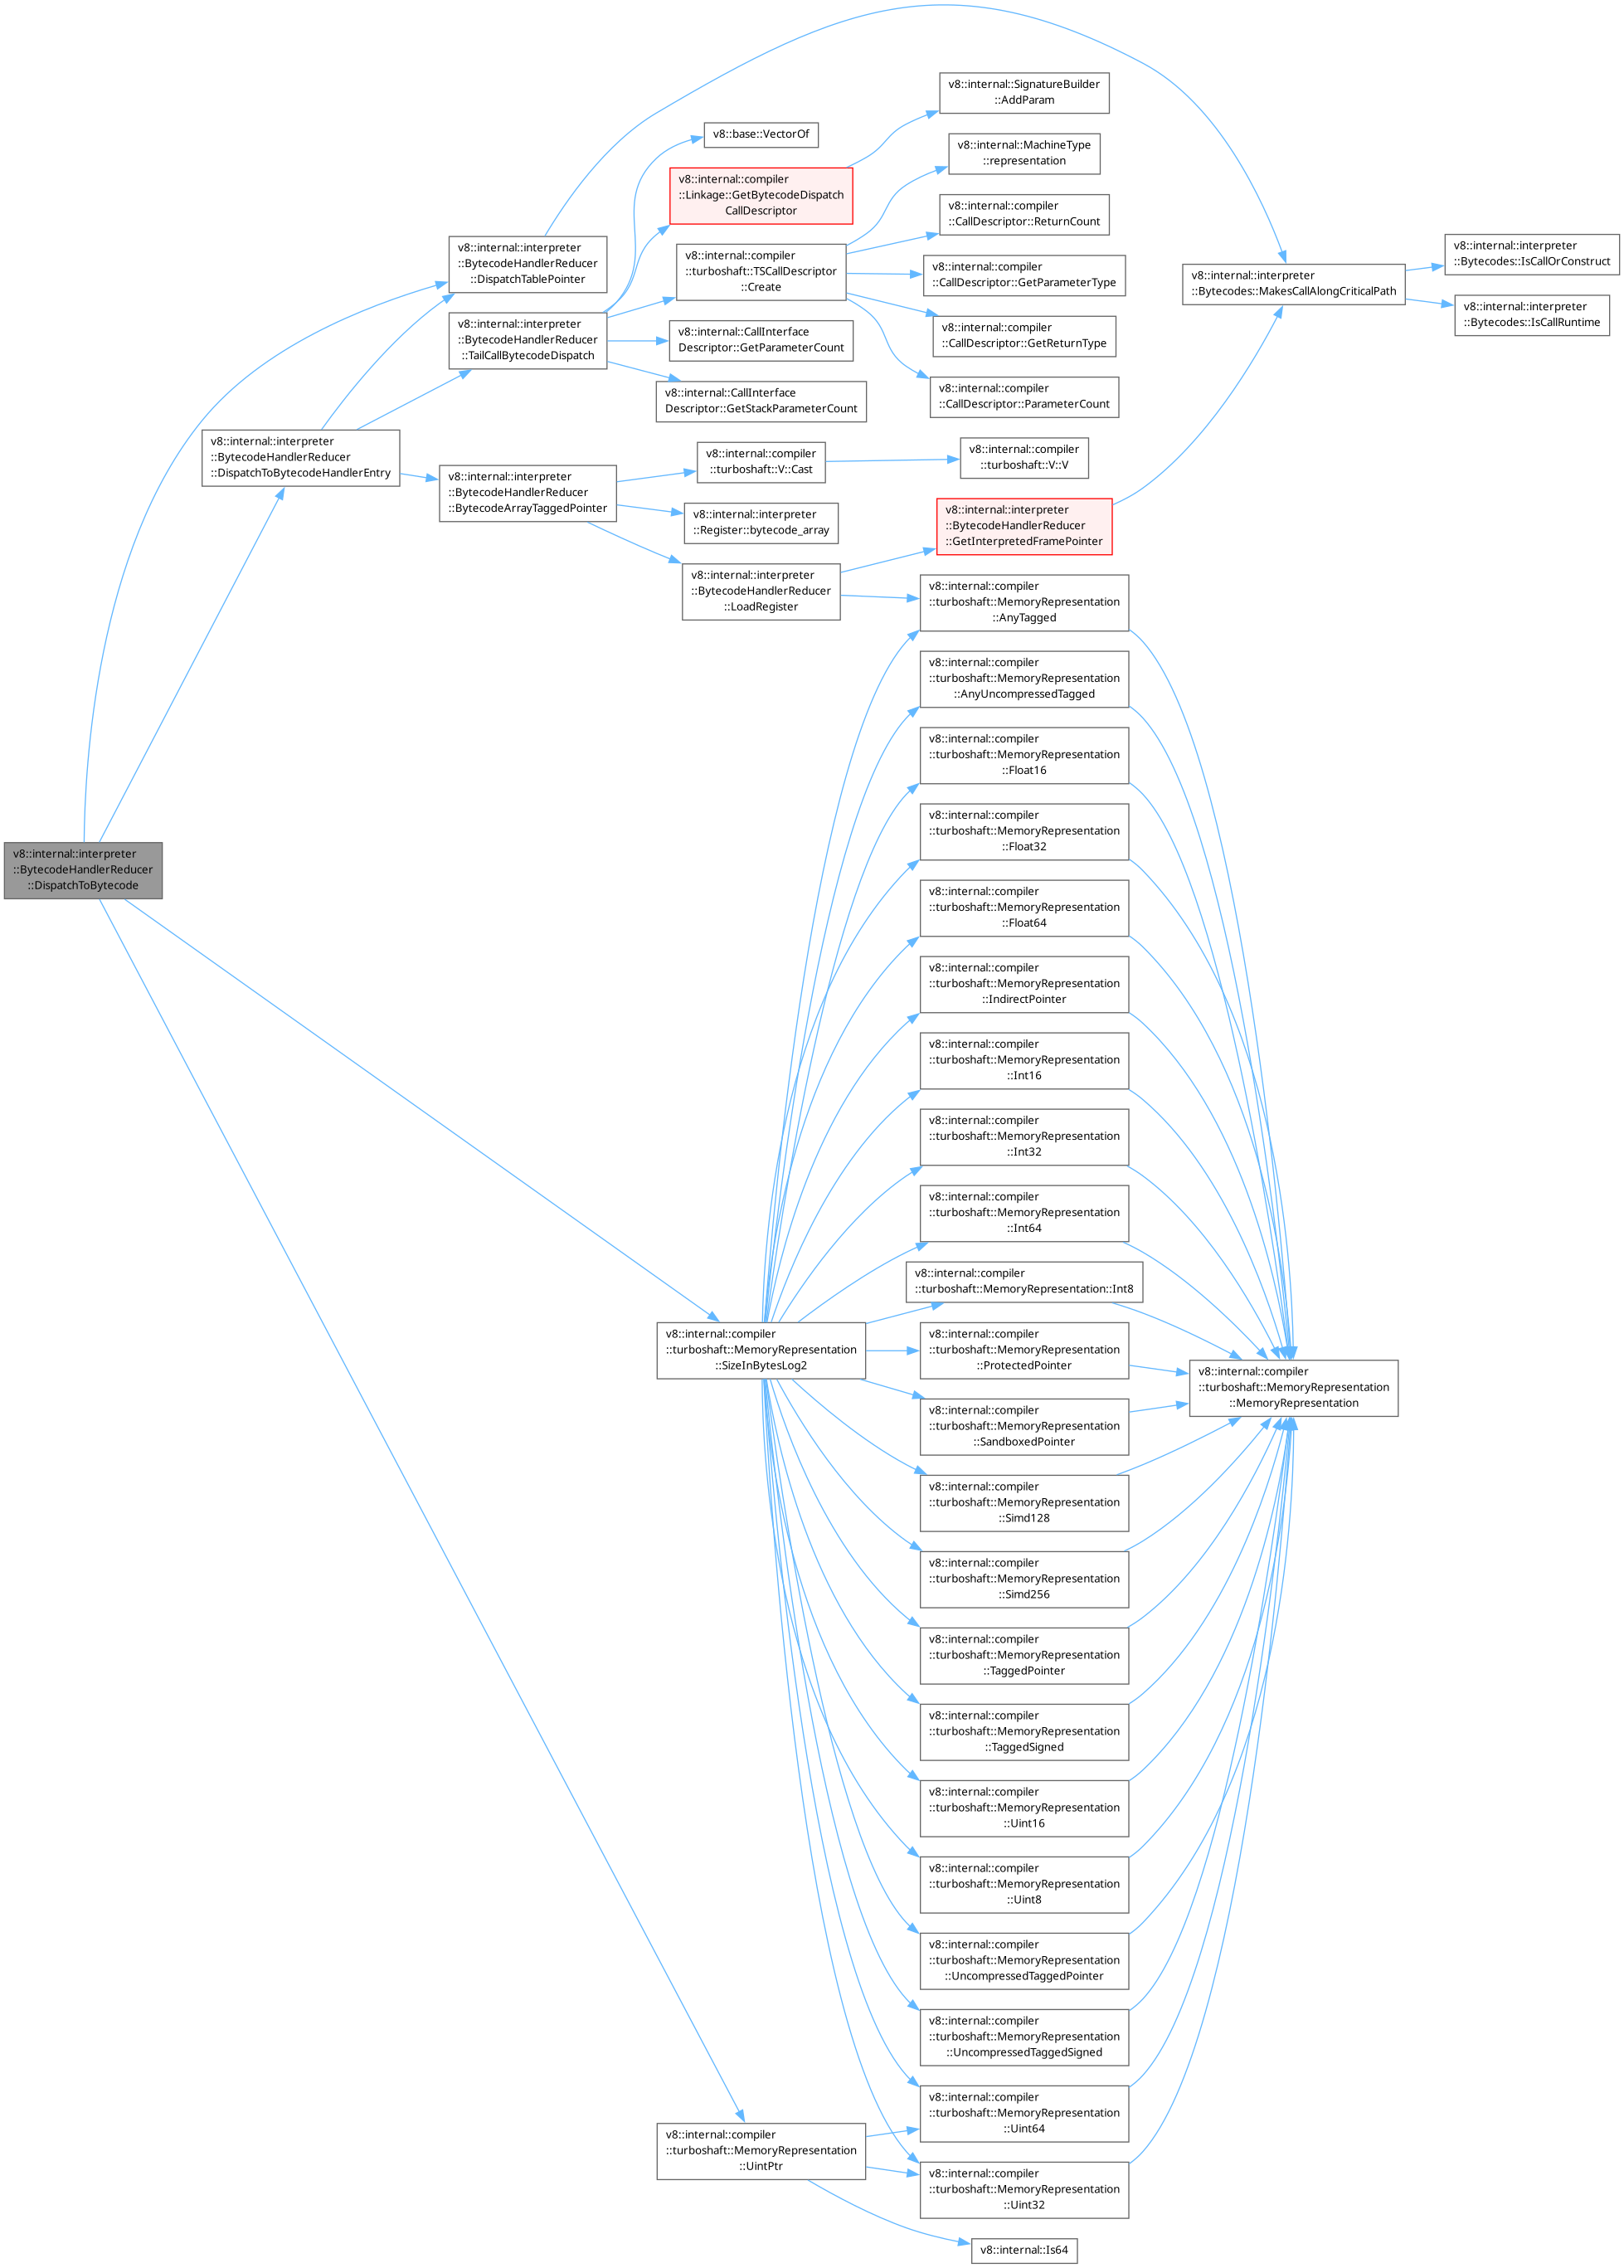 v8::internal::SignatureBuilder
::AddParam
v8::base::VectorOf
v8::internal::MachineType
::representation
v8::internal::compiler
::Linkage::GetBytecodeDispatch
CallDescriptor
v8::internal::compiler
::CallDescriptor::ReturnCount
v8::internal::interpreter
::BytecodeHandlerReducer
::DispatchTablePointer
v8::internal::compiler
::turboshaft::TSCallDescriptor
::Create
v8::internal::compiler
::CallDescriptor::GetParameterType
v8::internal::interpreter
::Bytecodes::MakesCallAlongCriticalPath
v8::internal::interpreter
::Bytecodes::IsCallOrConstruct
v8::internal::interpreter
::Bytecodes::IsCallRuntime
v8::internal::interpreter
::BytecodeHandlerReducer
::TailCallBytecodeDispatch
v8::internal::CallInterface
Descriptor::GetParameterCount
v8::internal::compiler
::CallDescriptor::GetReturnType
v8::internal::CallInterface
Descriptor::GetStackParameterCount
v8::internal::compiler
::CallDescriptor::ParameterCount
v8::internal::interpreter
::BytecodeHandlerReducer
::DispatchToBytecodeHandlerEntry
v8::internal::compiler
::turboshaft::V::Cast
v8::internal::compiler
::turboshaft::V::V
v8::internal::interpreter
::BytecodeHandlerReducer
::BytecodeArrayTaggedPointer
v8::internal::interpreter
::Register::bytecode_array
v8::internal::interpreter
::BytecodeHandlerReducer
::GetInterpretedFramePointer
v8::internal::interpreter
::BytecodeHandlerReducer
::LoadRegister
v8::internal::compiler
::turboshaft::MemoryRepresentation
::AnyTagged
v8::internal::compiler
::turboshaft::MemoryRepresentation
::AnyUncompressedTagged
v8::internal::compiler
::turboshaft::MemoryRepresentation
::Float16
v8::internal::compiler
::turboshaft::MemoryRepresentation
::Float32
v8::internal::interpreter
::BytecodeHandlerReducer
::DispatchToBytecode
v8::internal::compiler
::turboshaft::MemoryRepresentation
::Float64
v8::internal::compiler
::turboshaft::MemoryRepresentation
::IndirectPointer
v8::internal::compiler
::turboshaft::MemoryRepresentation
::Int16
v8::internal::compiler
::turboshaft::MemoryRepresentation
::Int32
v8::internal::compiler
::turboshaft::MemoryRepresentation
::Int64
v8::internal::compiler
::turboshaft::MemoryRepresentation::Int8
v8::internal::compiler
::turboshaft::MemoryRepresentation
::SizeInBytesLog2
v8::internal::compiler
::turboshaft::MemoryRepresentation
::ProtectedPointer
v8::internal::compiler
::turboshaft::MemoryRepresentation
::MemoryRepresentation
v8::internal::compiler
::turboshaft::MemoryRepresentation
::SandboxedPointer
v8::internal::compiler
::turboshaft::MemoryRepresentation
::Simd128
v8::internal::compiler
::turboshaft::MemoryRepresentation
::Simd256
v8::internal::compiler
::turboshaft::MemoryRepresentation
::TaggedPointer
v8::internal::compiler
::turboshaft::MemoryRepresentation
::TaggedSigned
v8::internal::compiler
::turboshaft::MemoryRepresentation
::Uint16
v8::internal::compiler
::turboshaft::MemoryRepresentation
::Uint8
v8::internal::compiler
::turboshaft::MemoryRepresentation
::UncompressedTaggedPointer
v8::internal::compiler
::turboshaft::MemoryRepresentation
::UncompressedTaggedSigned
v8::internal::compiler
::turboshaft::MemoryRepresentation
::Uint64
v8::internal::compiler
::turboshaft::MemoryRepresentation
::UintPtr
v8::internal::compiler
::turboshaft::MemoryRepresentation
::Uint32
v8::internal::Is64